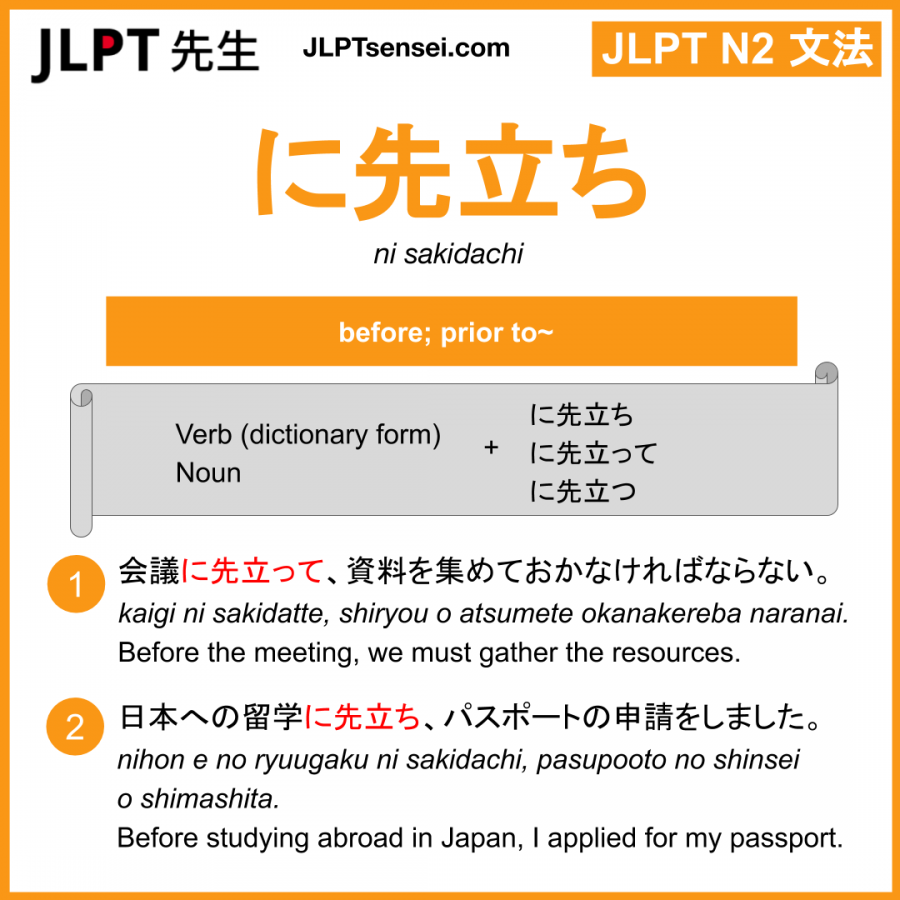 JLPT 先生
JLPTsensei.com
JLPT N2 文法
に先立ち
ni sakidachi
before; prior to~
Verb (dictionary form)
Noun
+
に先立ち
に先立って
に先立つ
1
会議に先立って、資料を集めておかなければならない。
kaigi ni sakidatte, shiryou o atsumete okanakereba naranai.
Before the meeting, we must gather the resources.
2
日本への留学に先立ち、パスポートの申請をしました。
nihon e no ryuugaku ni sakidachi, pasupooto no shinsei
o shimashita.
Before studying abroad in Japan, I applied for my passport.